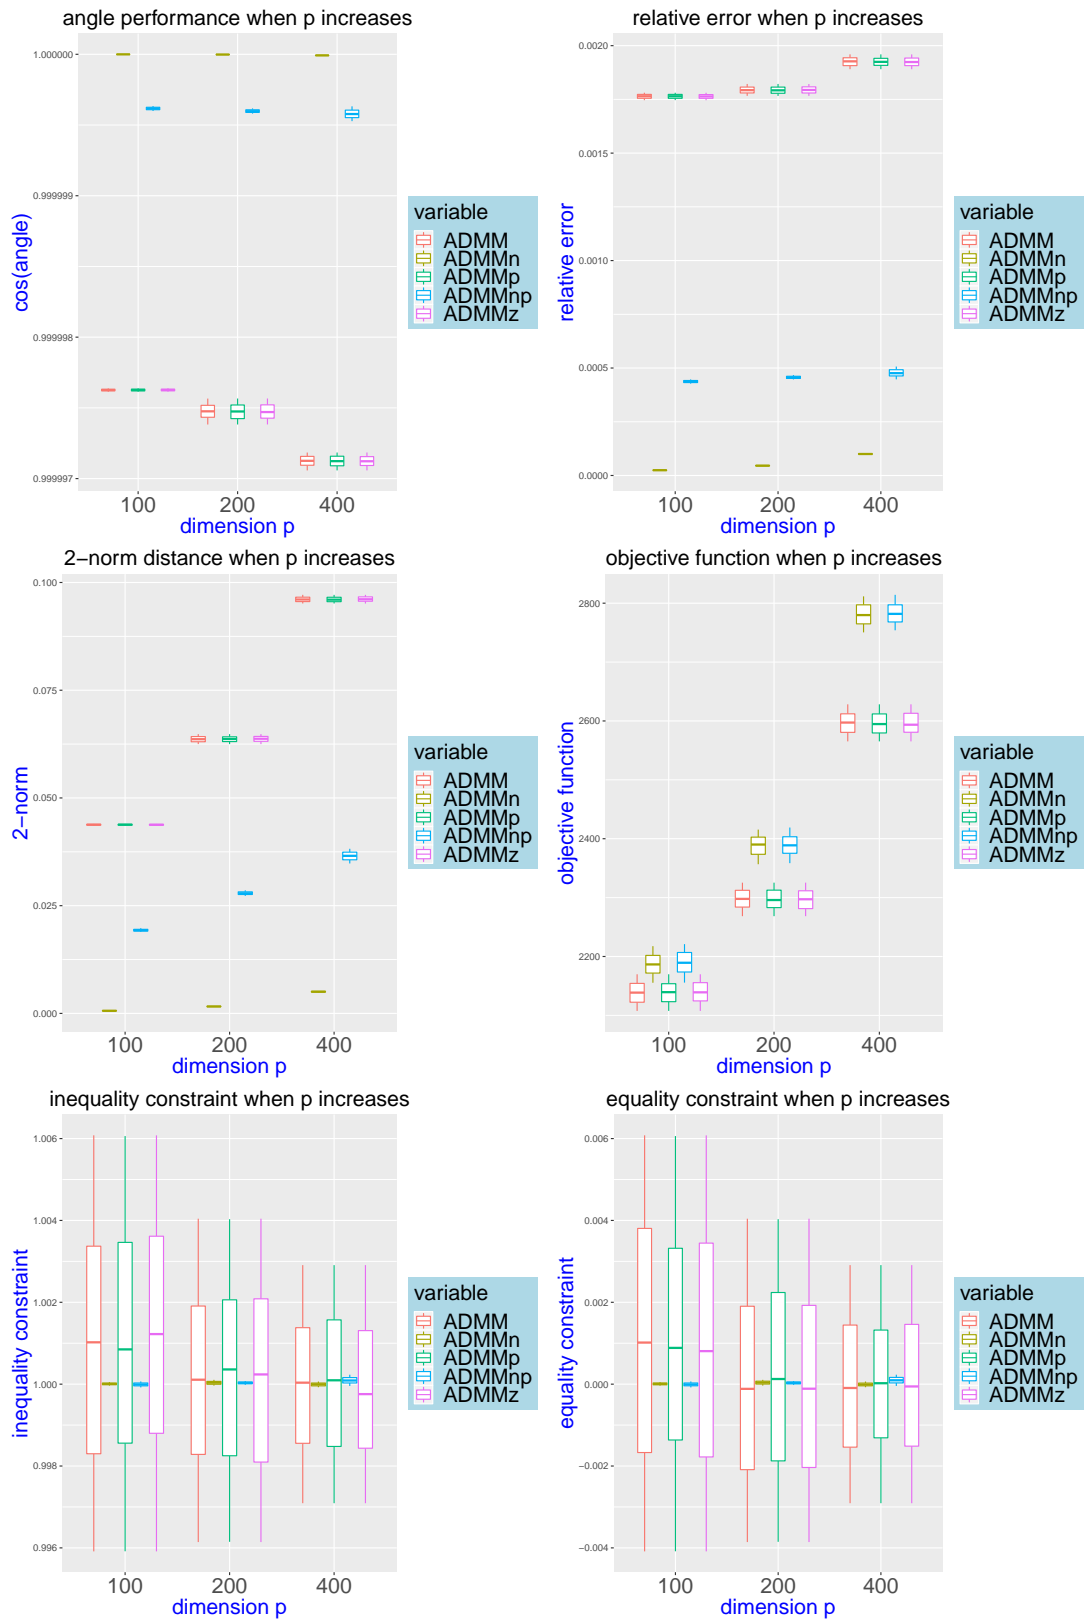 angle performance when p increases
1.000000
0.999999
0.999998
0.999997
cos(angle)
100
200
400
dimension p
variable
ADMM
ADMMn
ADMMp
ADMMnp
ADMMz
relative error when p increases
0.0020
0.0015
0.0010
0.0005
0.0000
relative error
100
200
400
dimension p
variable
ADMM
ADMMn
ADMMp
ADMMnp
ADMMz
2−norm distance when p increases
0.100
0.075
0.050
0.025
0.000
2−norm
100
200
400
dimension p
variable
ADMM
ADMMn
ADMMp
ADMMnp
ADMMz
objective function when p increases
2800
2600
2400
2200
objective function
100
200
400
dimension p
variable
ADMM
ADMMn
ADMMp
ADMMnp
ADMMz
inequality constraint when p increases
1.006
1.004
1.002
1.000
0.998
0.996
inequality constraint
100
200
400
dimension p
variable
ADMM
ADMMn
ADMMp
ADMMnp
ADMMz
equality constraint when p increases
0.006
0.004
0.002
0.000
−0.002
−0.004
equality constraint
100
200
400
dimension p
variable
ADMM
ADMMn
ADMMp
ADMMnp
ADMMz